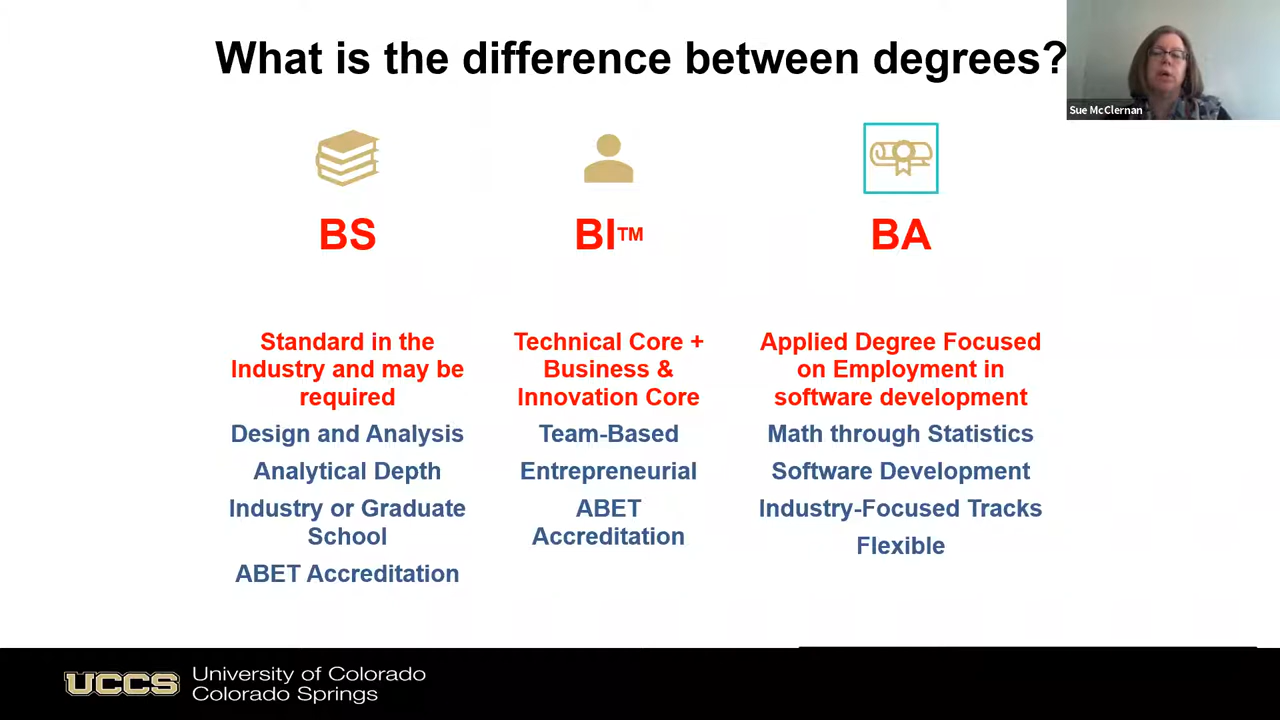 What is the difference between degrees?
Sue McClernan
BS
BI™
BA
Standard in the
Industry and may be
required
Design and Analysis
Analytical Depth
Industry or Graduate
School
ABET Accreditation
Technical Core +
Business &
Innovation Core
Team-Based
Entrepreneurial
ABET
Accreditation
Applied Degree Focused
on Employment in
software development
Math through Statistics
Software Development
Industry-Focused Tracks
Flexible
UCCS
University of Colorado
Colorado Springs